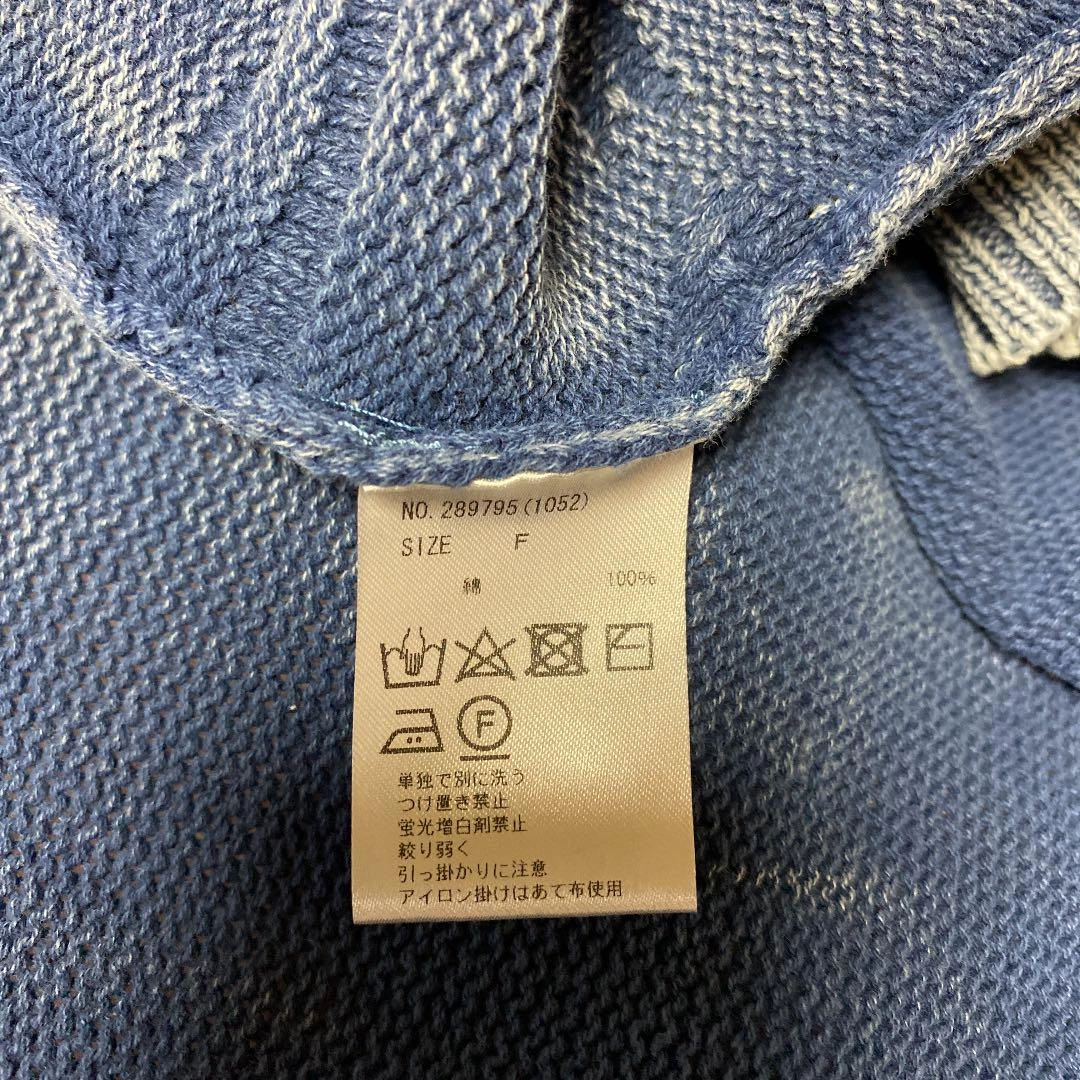 NO. 289795(1052)
SIZE F
綿 100%
F
単独で別に洗う
つけ置き禁止
蛍光増白剤禁止
絞り弱く
引っ掛かりに注意
アイロン掛けはあて布使用